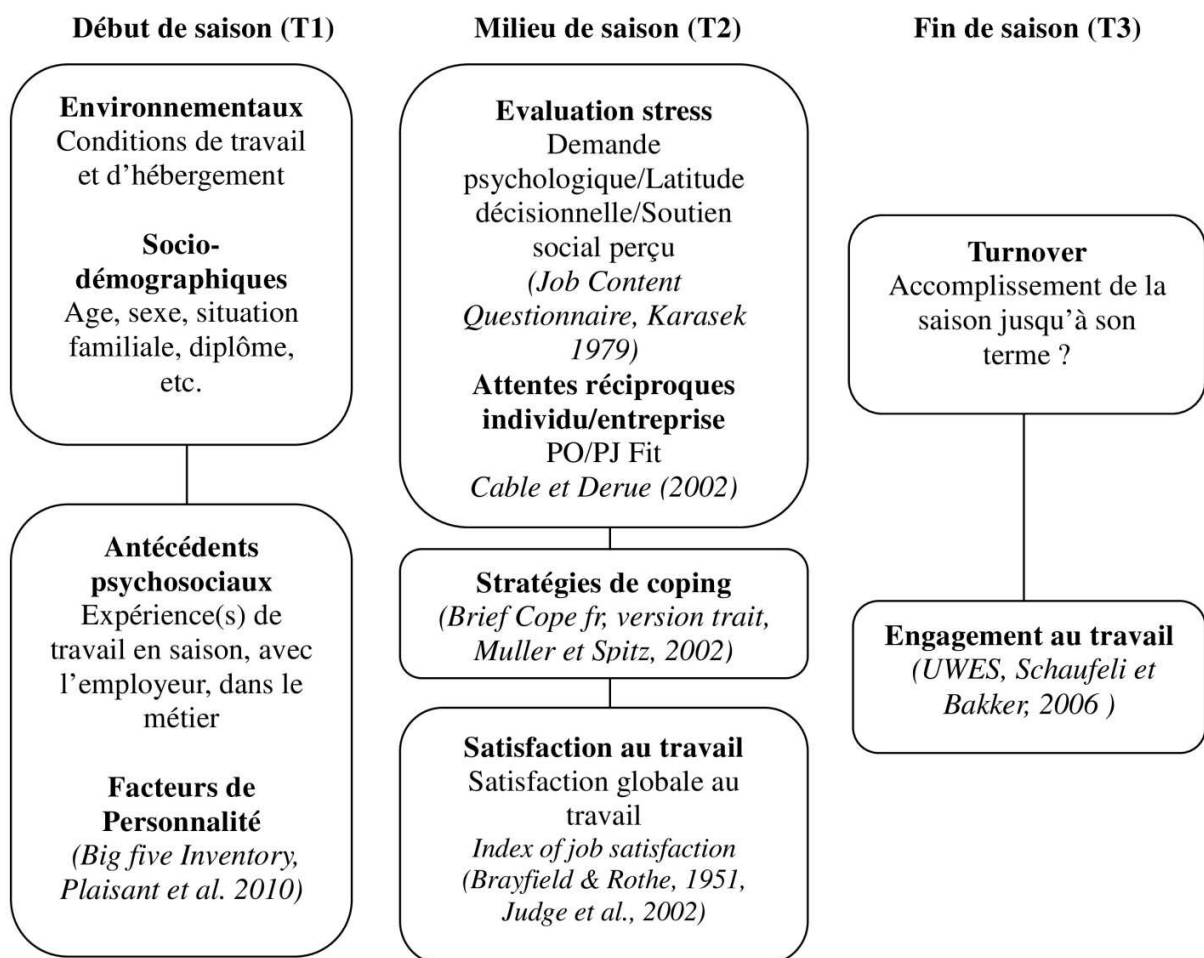 Début de saison (T1)
Milieu de saison (T2)
Fin de saison (T3)
Environnementaux
Conditions de travail
et d’hébergement
Socio-
démographiques
Age, sexe, situation
familiale, diplôme,
etc.
Antécédents
psychosociaux
Expérience(s) de
travail en saison, avec
l’employeur, dans le
métier
Facteurs de
Personnalité
(Big five Inventory,
Plaisant et al. 2010)
Evaluation stress
Demande
psychologique/Latitude
décisionnelle/Soutien
social perçu
(Job Content
Questionnaire, Karasek
1979)
Attentes réciproques
individu/entreprise
PO/PJ Fit
Cable et Derue (2002)
Stratégies de coping
(Brief Cope fr, version trait,
Muller et Spitz, 2002)
Satisfaction au travail
Satisfaction globale au
travail
Index of job satisfaction
(Brayfield & Rothe, 1951,
Judge et al., 2002)
Turnover
Accomplissement de la
saison jusqu’à son
terme ?
Engagement au travail
(UWES, Schaufeli et
Bakker, 2006 )